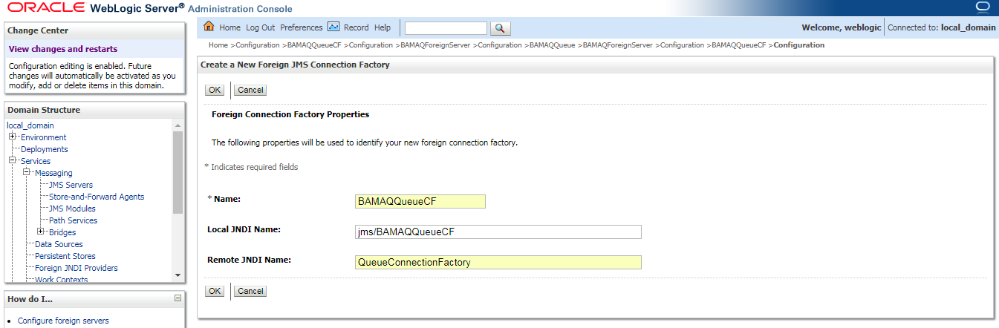 ORACLE WebLogic Server® Administration Console
Change Center
View changes and restarts
Configuration editing is enabled. Future
changes will automatically be activated as you
modify, add or delete items in this domain.
Domain Structure
local_domain
Environment
Deployments
Services
Messaging
JMS Servers
Store-and-Forward Agents
JMS Modules
Path Services
Bridges
Data Sources
Persistent Stores
Foreign JNDI Providers
Work Contexts
How do I...
Configure foreign servers
Home Log Out Preferences Record Help
Welcome, weblogic Connected to: local_domain
Home >Configuration >BAMAQQueueCF >Configuration >BAMAQForeignServer >Configuration >BAMAQQueue >BAMAQForeignServer >Configuration >BAMAQQueueCF >Configuration
Create a New Foreign JMS Connection Factory
OK Cancel
Foreign Connection Factory Properties
The following properties will be used to identify your new foreign connection factory.
* Indicates required fields
* Name: BAMAQQueueCF
Local JNDI Name: jms/BAMAQQueueCF
Remote JNDI Name: QueueConnectionFactory
OK Cancel